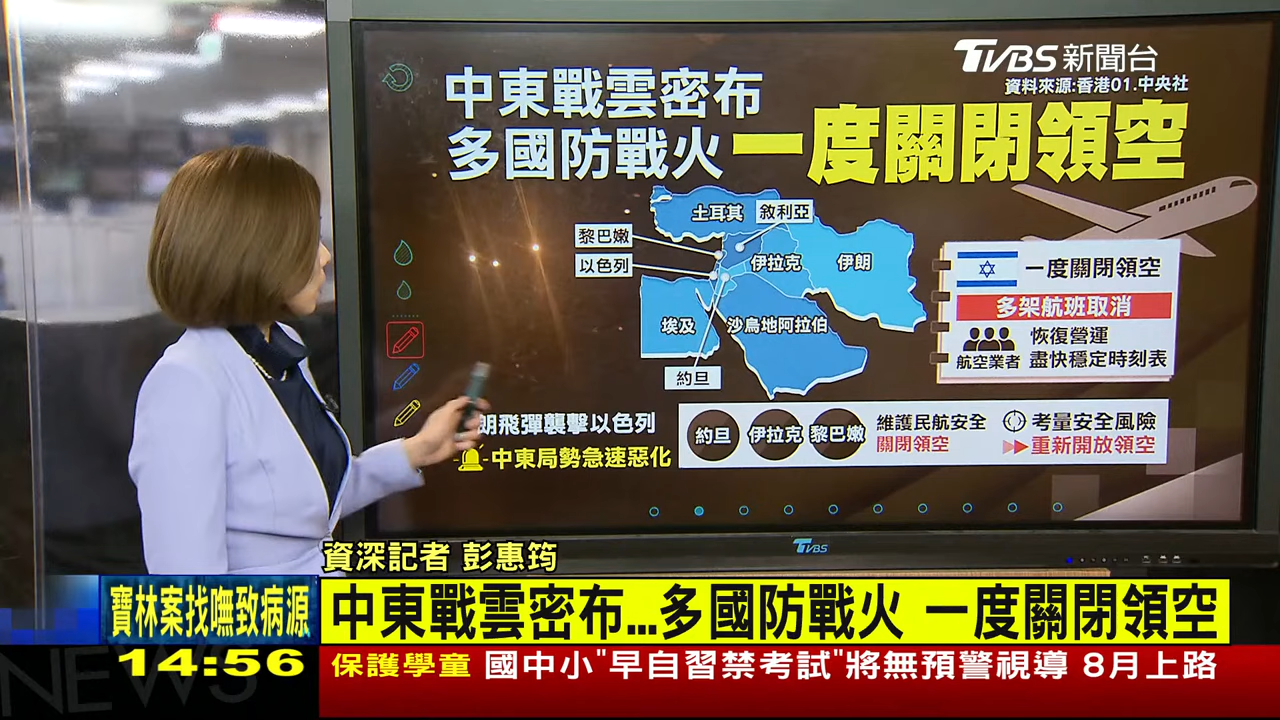 TVBS新聞台
資料來源:香港01.中央社
中東戰雲密布
多國防戰火
一度關閉領空
土耳其
敘利亞
黎巴嫩
以色列
伊拉克
伊朗
埃及
沙烏地阿拉伯
約旦
一度關閉領空
多架航班取消
航空業者
恢復營運
盡快穩定時刻表
朗飛彈襲擊以色列
中東局勢急速惡化
約旦
伊拉克
黎巴嫩
維護民航安全
關閉領空
考量安全風險
重新開放領空
TVBS
資深記者 彭惠筠
寶林案找嘸致病源
中東戰雲密布...多國防戰火 一度關閉領空
14:56
保護學童 國中小"早自習禁考試"將無預警視導 8月上路
NEWS